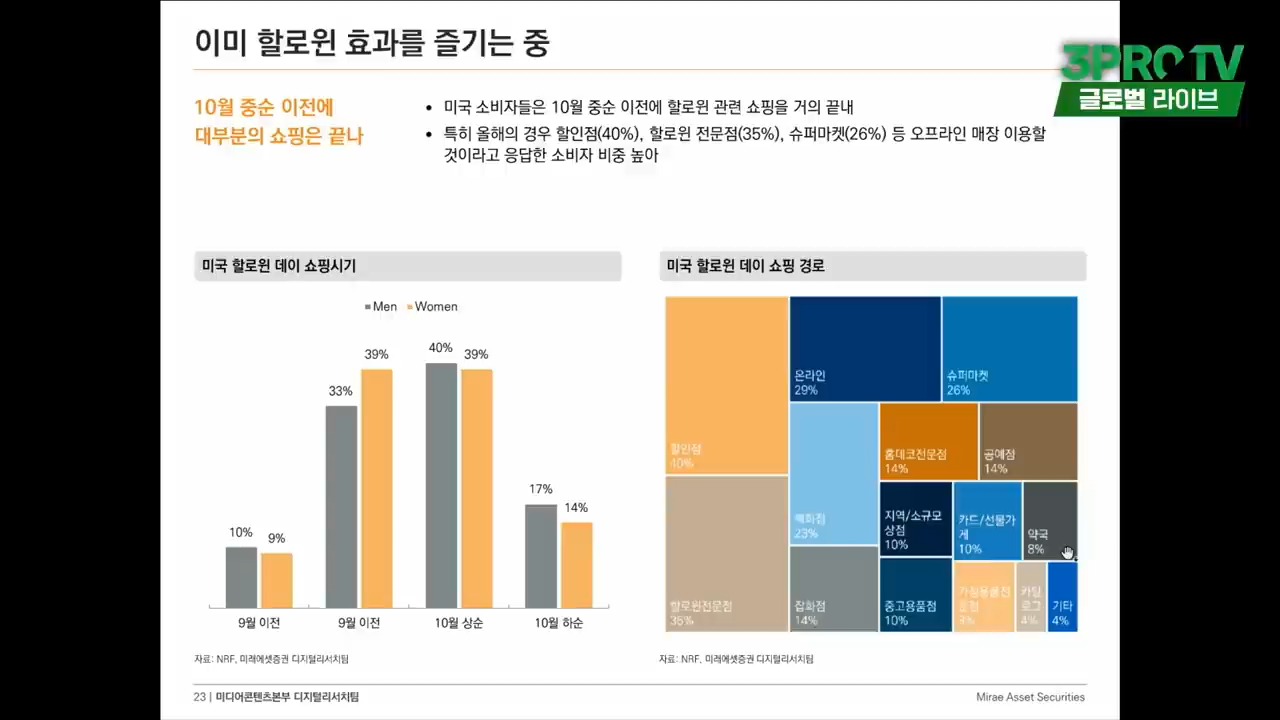 이미 할로윈 효과를 즐기는 중
3PRO TV
글로벌 라이브
10월 중순 이전에
대부분의 쇼핑은 끝나
• 미국 소비자들은 10월 중순 이전에 할로윈 관련 쇼핑을 거의 끝내
• 특히 올해의 경우 할인점(40%), 할로윈 전문점(35%), 슈퍼마켓(26%) 등 오프라인 매장 이용할
것이라고 응답한 소비자 비중 높아
미국 할로윈 데이 쇼핑시기
Men Women
10%
9%
33%
39%
40%
39%
17%
14%
9월 이전
9월 이전
10월 상순
10월 하순
자료: NRF, 미래에셋증권 디지털리서치팀
미국 할로윈 데이 쇼핑 경로
할인점
40%
온라인
29%
슈퍼마켓
26%
할로윈전문점
35%
백화점
23%
홈데코전문점
14%
공예점
14%
잡화점
14%
지역/소규모
상점
10%
카드/선물가
게
10%
약국
8%
중고용품점
10%
카탈
로그
4%
기타
4%
자료: NRF, 미래에셋증권 디지털리서치팀
23 | 미디어콘텐츠본부 디지털리서치팀
Mirae Asset Securities